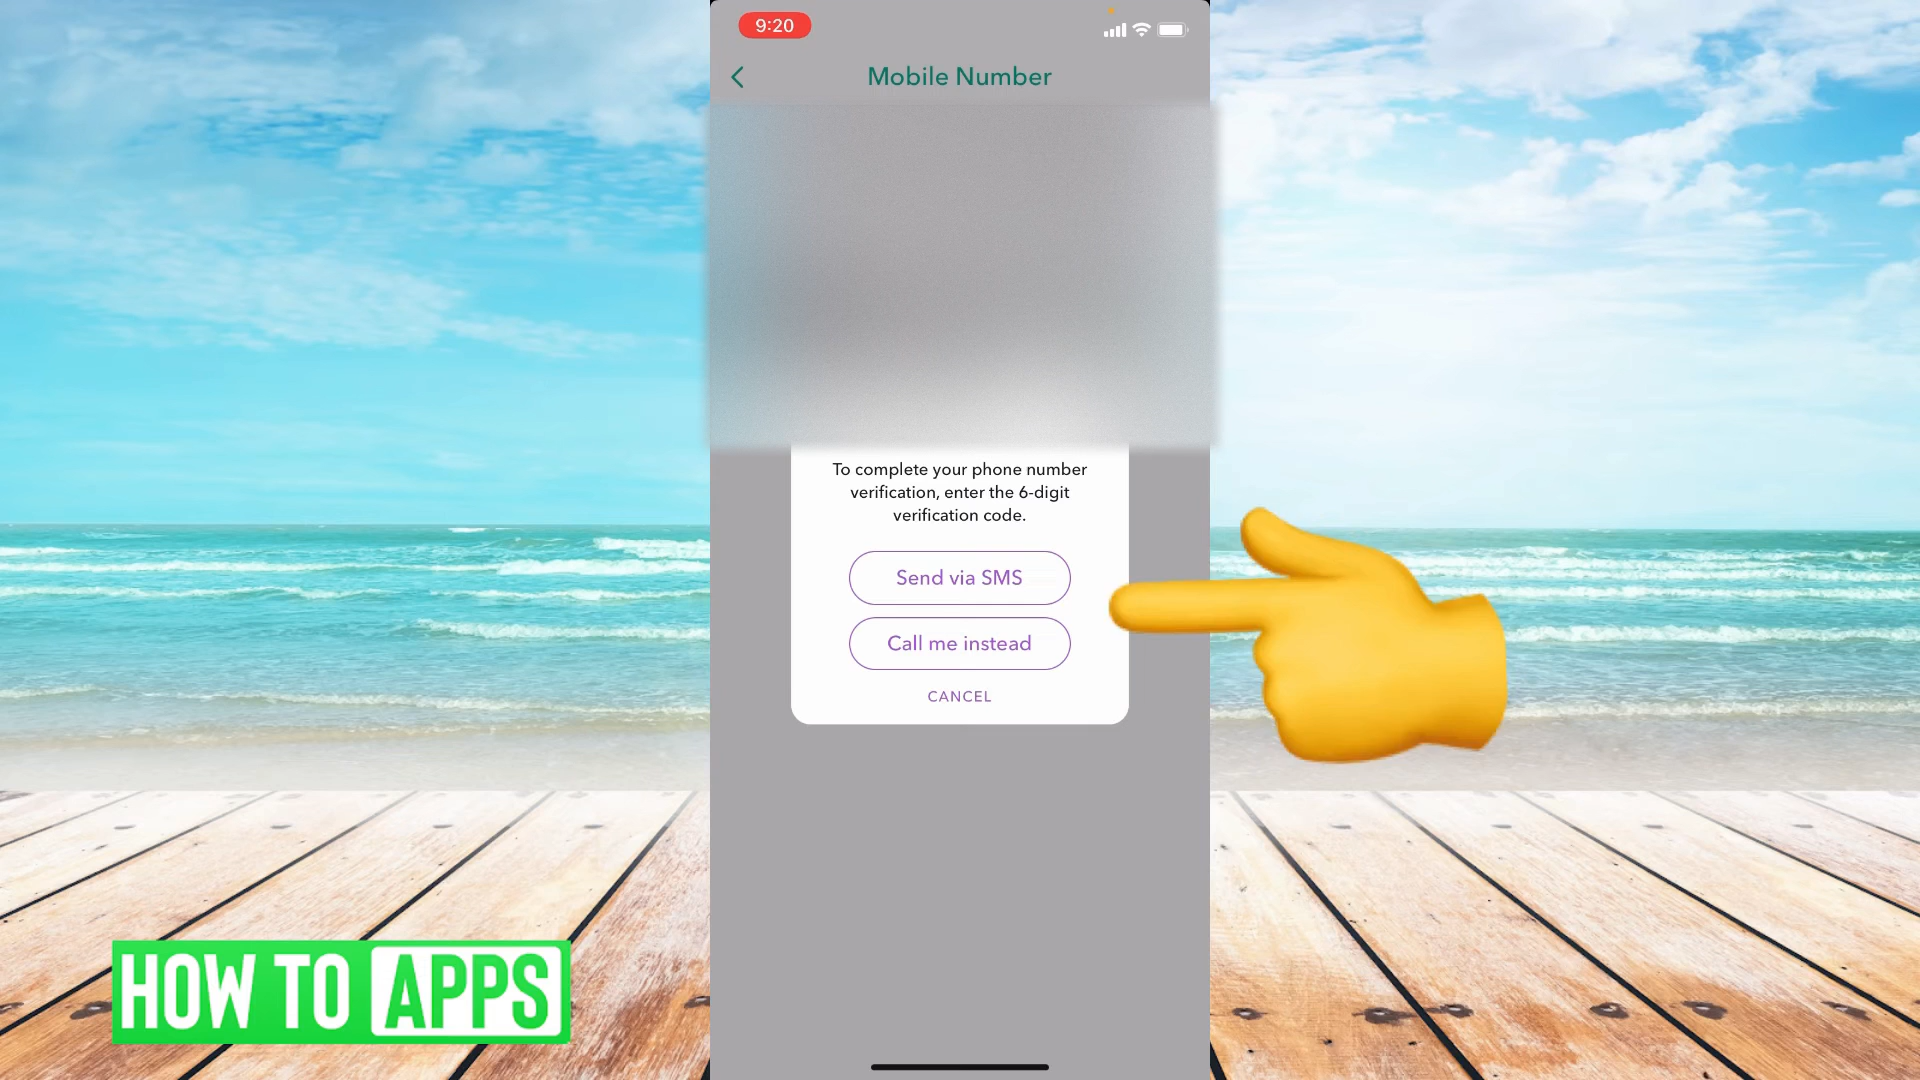 9:20
Mobile Number
To complete your phone number
verification, enter the 6-digit
verification code.
Send via SMS
Call me instead
CANCEL
HOW TO APPS